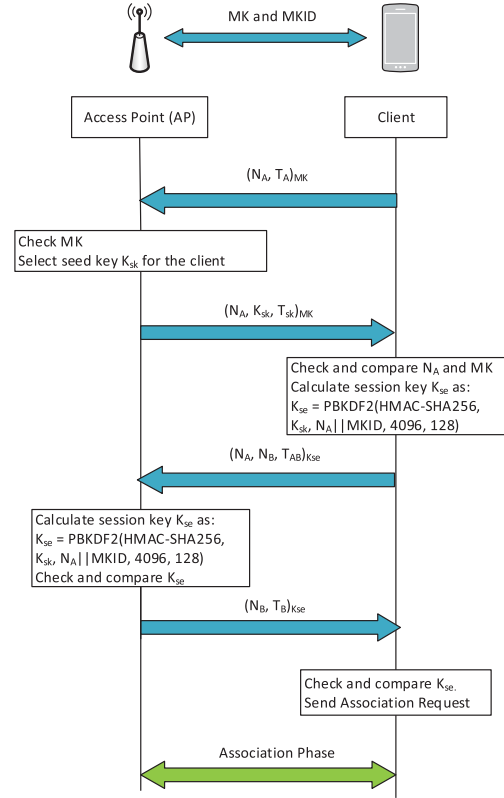 MK and MKID
Access Point (AP)
Client
(NA, TA)MK
Check MK
Select seed key Ksk for the client
(NA, Ksk, Tsk)MK
Check and compare NA and MK
Calculate session key Kse as:
Kse = PBKDF2(HMAC-SHA256,
Ksk, NA||MKID, 4096, 128)
(NA, NB, TAB)Kse
Calculate session key Kse as:
Kse = PBKDF2(HMAC-SHA256,
Ksk, NA||MKID, 4096, 128)
Check and compare Kse
(NB, TB)Kse
Check and compare Kse.
Send Association Request
Association Phase